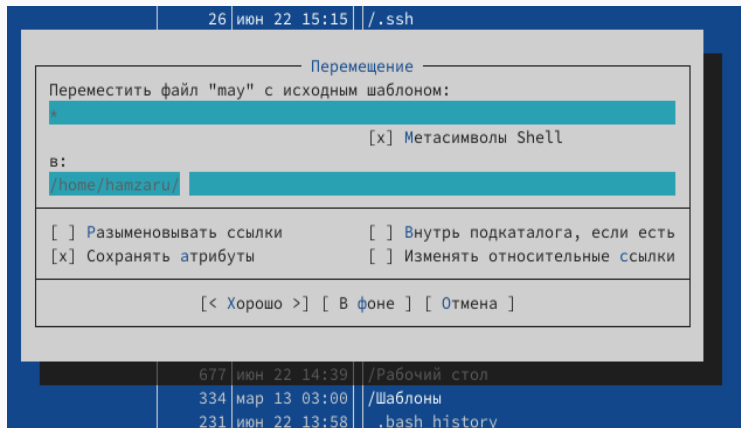 26 июн 22 15:15 /.ssh
Перемещение
Переместить файл "may" с исходным шаблоном:
*
[x] Метасимволы Shell
в:
/home/hamzaru/
[ ] Разыменовывать ссылки [ ] Внутрь подкаталога, если есть
[x] Сохранять атрибуты [ ] Изменять относительные ссылки
[< Хорошо >] [ В фоне ] [ Отмена ]
677 июн 22 14:39 /Рабочий стол
334 мар 13 03:00 /Шаблоны
231 июн 22 13:58 .bash_history